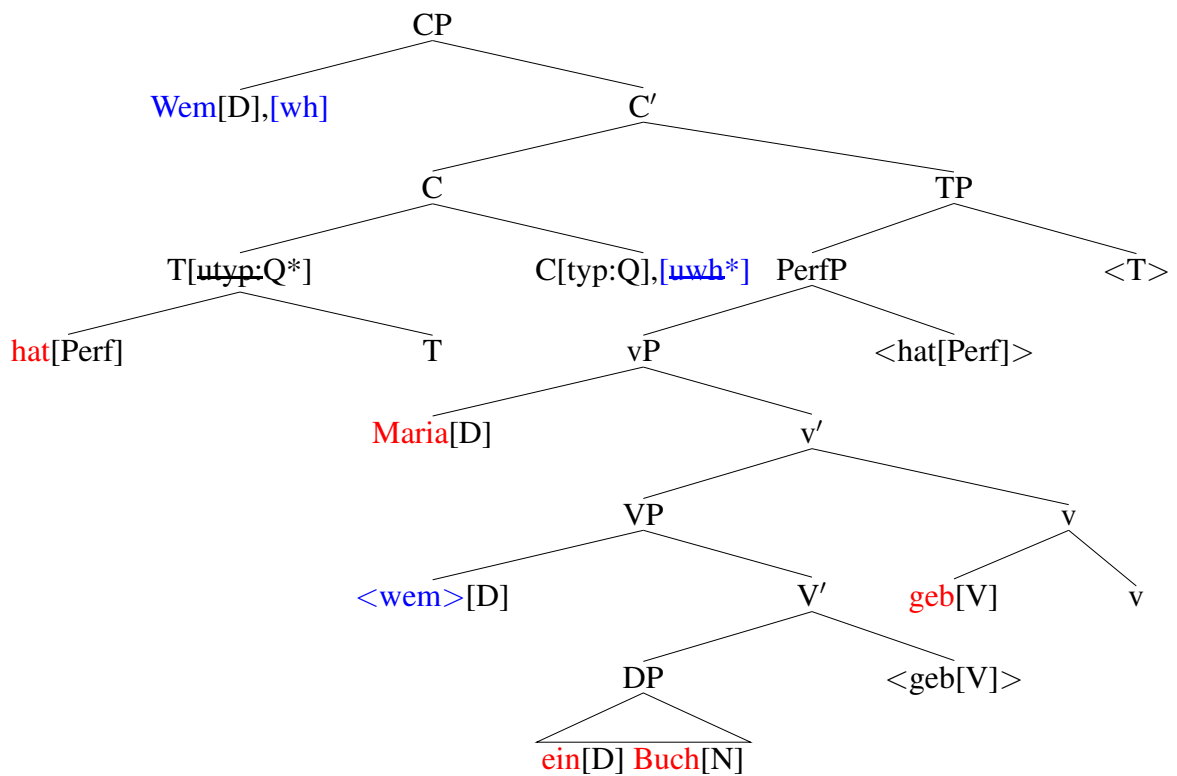 CP
Wem[D],[wh] C′
C TP
T[utyp:Q*] C[typ:Q],[uwh*] PerfP <T>
hat[Perf] T vP <hat[Perf]>
Maria[D] v′
VP v
<wem>[D] V′ geb[V] v
DP <geb[V]>
ein[D] Buch[N]